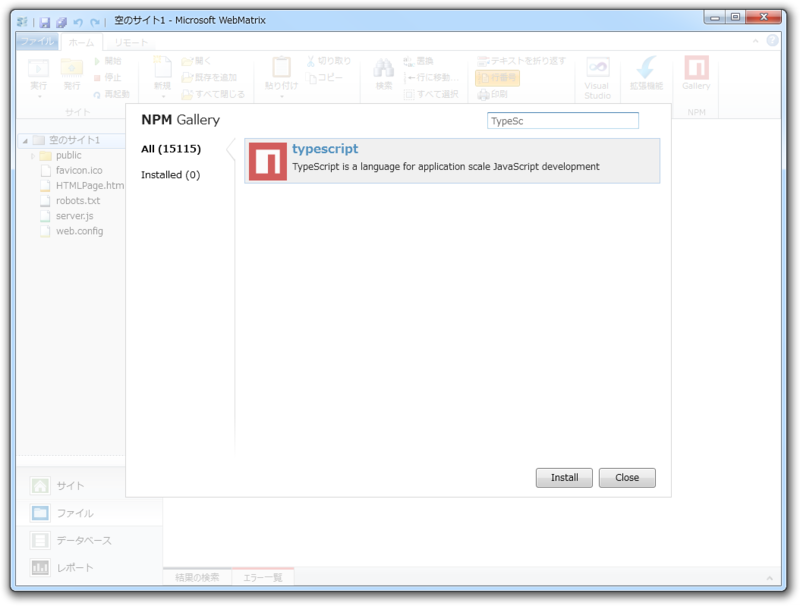 空のサイト1 - Microsoft WebMatrix
ファイル ホーム リモート
実行 発行 開始 停止 再起動
サイト
新規 開く 既存を追加 すべて閉じる
貼り付け 切り取り コピー
検索 置換 行に移動... すべて選択
テキストを折り返す 行番号 印刷
Visual Studio
拡張機能
Gallery
NPM
NPM Gallery
TypeSc
All (15115)
Installed (0)
typescript
TypeScript is a language for application scale JavaScript development
空のサイト1
public
favicon.ico
HTMLPage.htm
robots.txt
server.js
web.config
Install Close
サイト
ファイル
データベース
レポート
結果の検索 エラー一覧